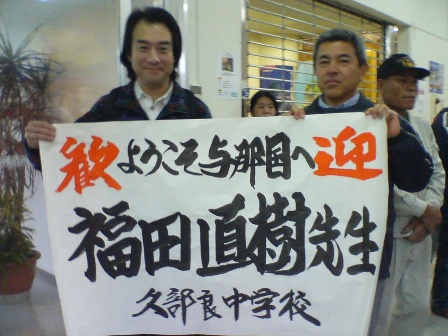 歓ようこそ与那国へ迎
福田直樹先生
久部良中学校